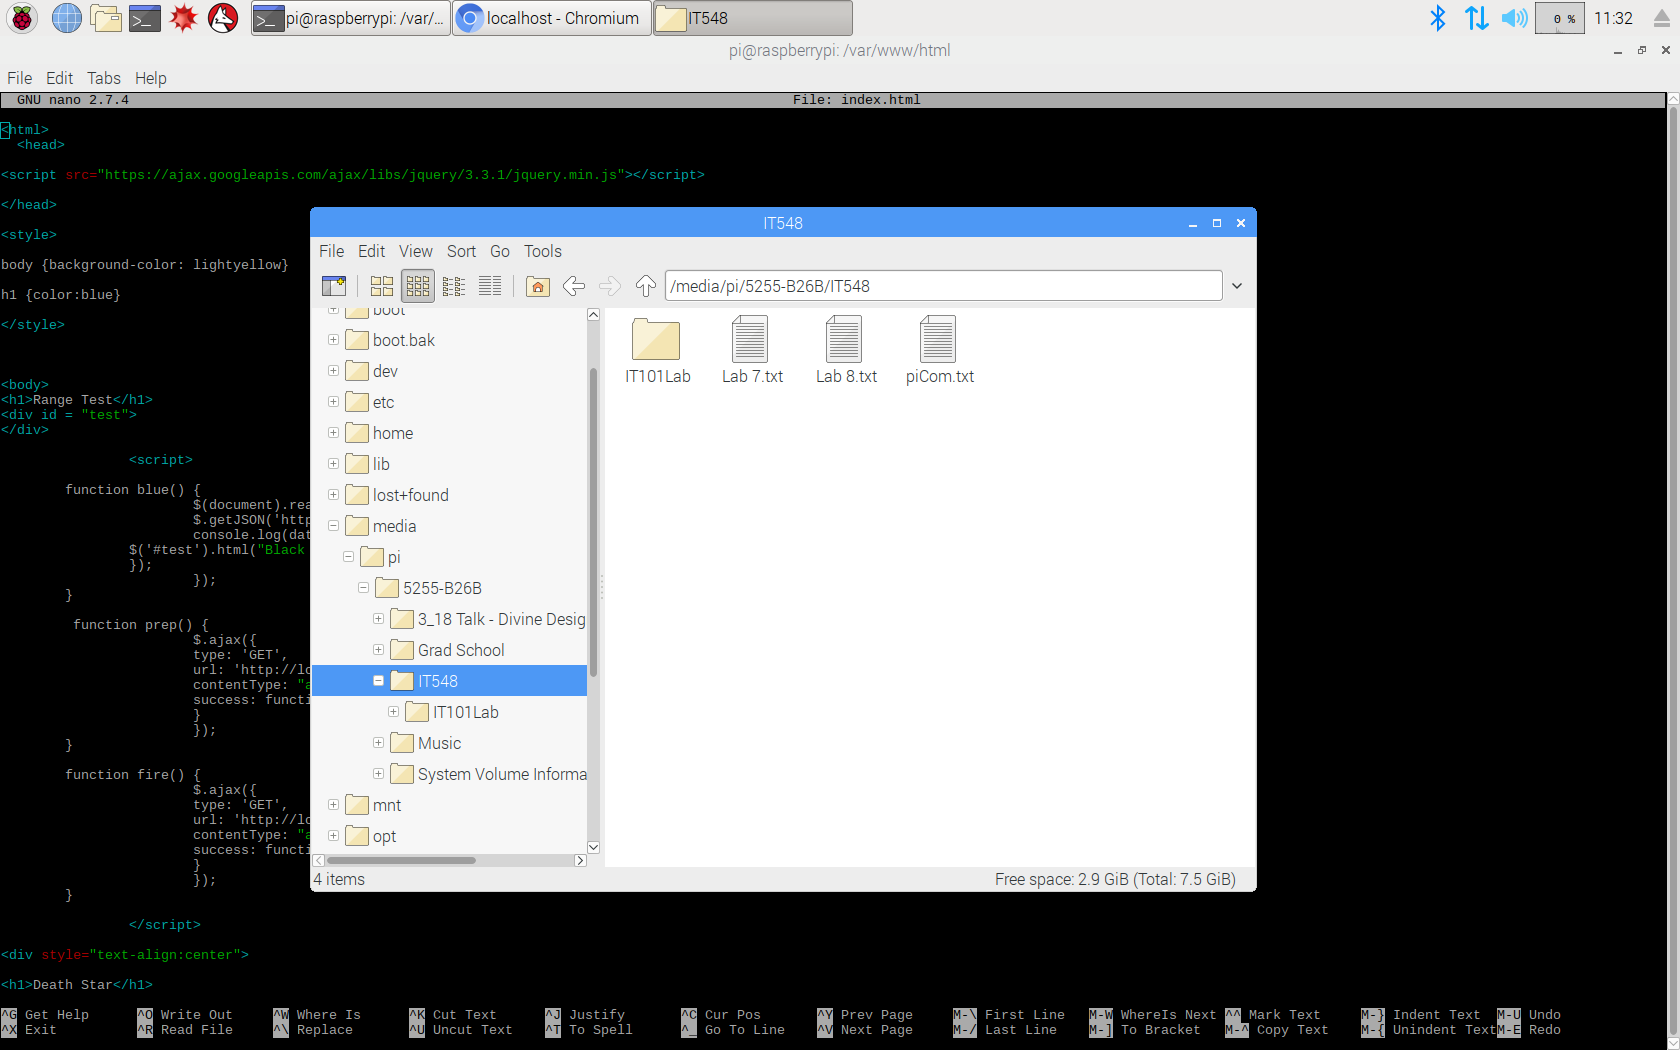 pi@raspberrypi: /var/...
localhost - Chromium
IT548
0 %
11:32
pi@raspberrypi: /var/www/html
File Edit Tabs Help
GNU nano 2.7.4 File: index.html
<html>
<head>
<script src="https://ajax.googleapis.com/ajax/libs/jquery/3.3.1/jquery.min.js"></script>
</head>
<style>
body {background-color: lightyellow}
h1 {color:blue}
</style>
<body>
<h1>Range Test</h1>
<div id = "test">
</div>
<script>
function blue() {
$(document).rea
$.getJSON('http
console.log(dat
$('#test').html("Black
});
});
}
function prep() {
$.ajax({
type: 'GET',
url: 'http://lo
contentType: "a
success: functi
}
});
}
function fire() {
$.ajax({
type: 'GET',
url: 'http://lo
contentType: "a
success: functi
}
});
}
</script>
<div style="text-align:center">
<h1>Death Star</h1>
^G Get Help ^O Write Out ^W Where Is ^K Cut Text ^J Justify ^C Cur Pos ^Y Prev Page M-\ First Line M-W WhereIs Next ^^ Mark Text M-} Indent Text M-U Undo
^X Exit ^R Read File ^\ Replace ^U Uncut Text ^T To Spell ^_ Go To Line ^V Next Page M-/ Last Line M-] To Bracket M-^ Copy Text M-{ Unindent Text M-E Redo
IT548
File Edit View Sort Go Tools
/media/pi/5255-B26B/IT548
boot
boot.bak
dev
etc
home
lib
lost+found
media
pi
5255-B26B
3_18 Talk - Divine Desig
Grad School
IT548
IT101Lab
Music
System Volume Informa
mnt
opt
IT101Lab Lab 7.txt Lab 8.txt piCom.txt
4 items Free space: 2.9 GiB (Total: 7.5 GiB)